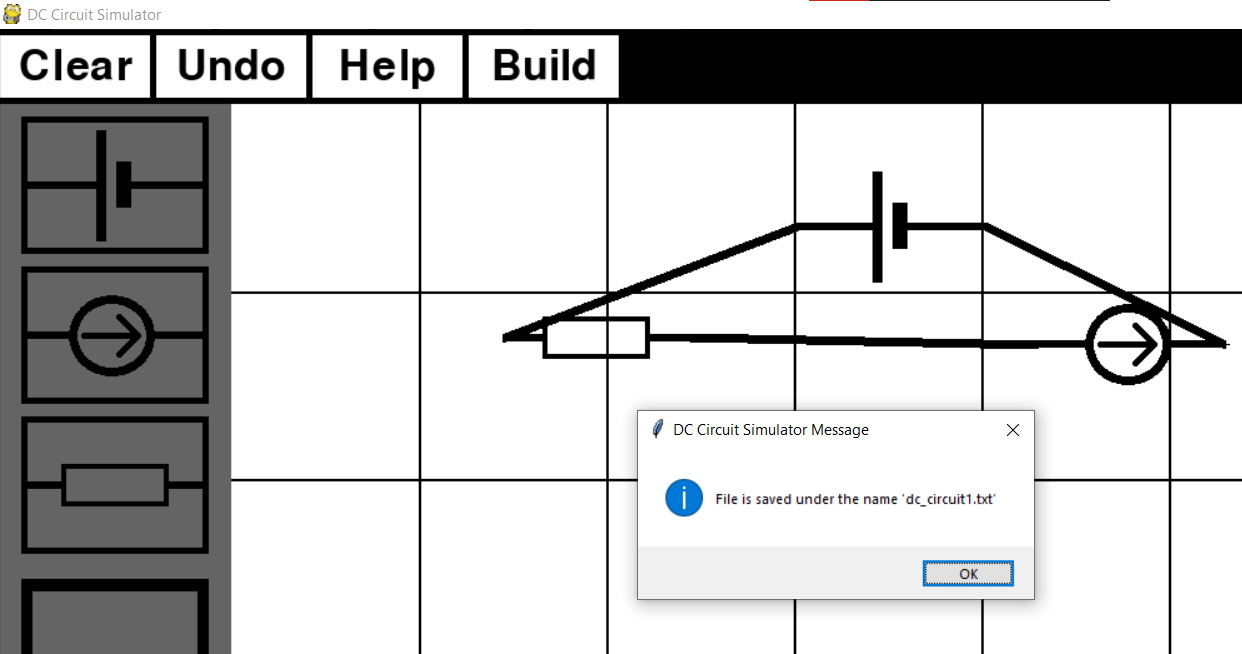 DC Circuit Simulator
Clear Undo Help Build
DC Circuit Simulator Message
File is saved under the name 'dc_circuit1.txt'
OK